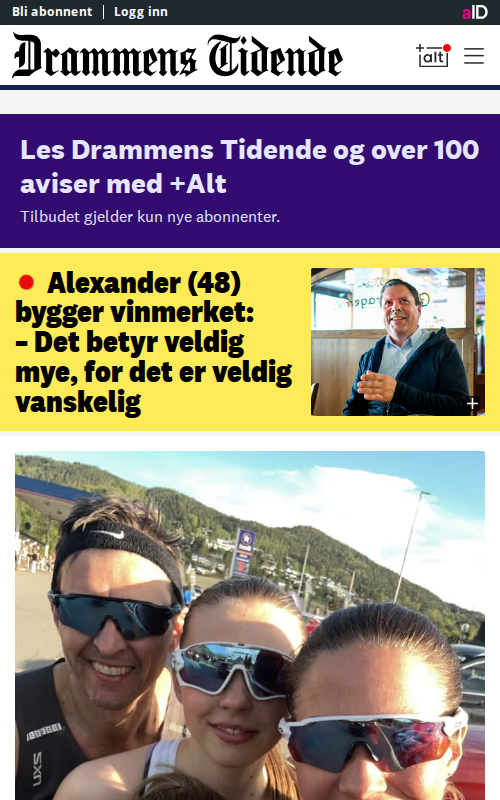 Bli abonnent
Logg inn
aID
Drammens Tidende
+alt
Les Drammens Tidende og over 100
aviser med +Alt
Tilbudet gjelder kun nye abonnenter.
Alexander (48)
bygger vinmerket:
– Det betyr veldig
mye, for det er veldig
vanskelig
UXS